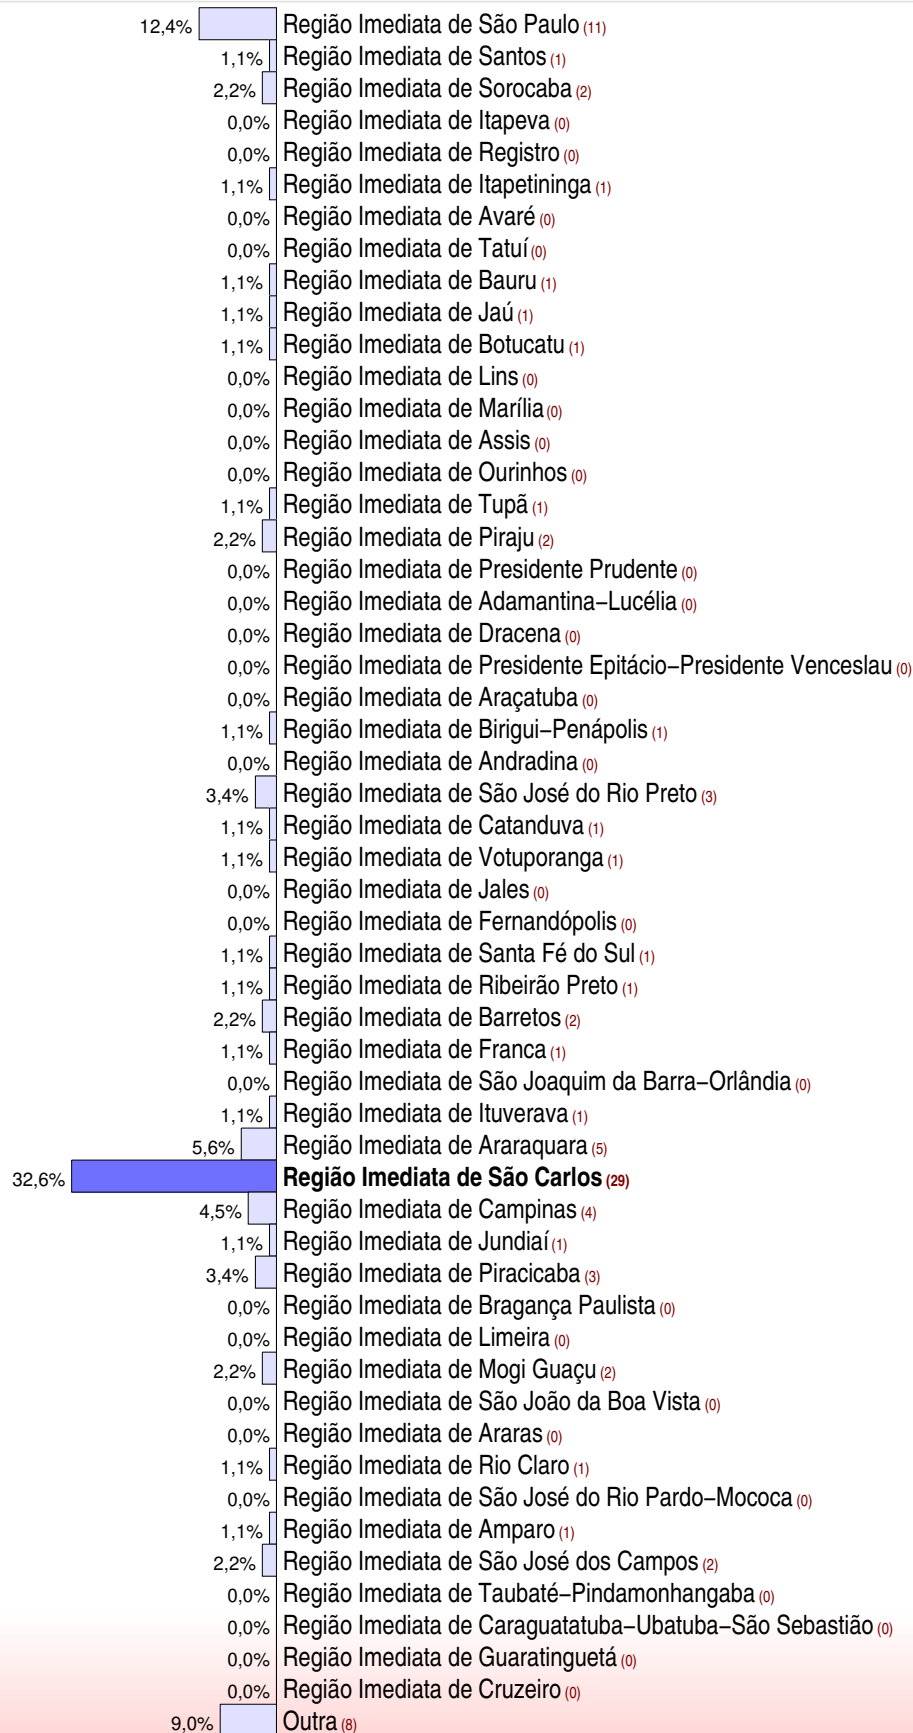 12,4% Região Imediata de São Paulo (11)
1,1% Região Imediata de Santos (1)
2,2% Região Imediata de Sorocaba (2)
0,0% Região Imediata de Itapeva (0)
0,0% Região Imediata de Registro (0)
1,1% Região Imediata de Itapetininga (1)
0,0% Região Imediata de Avaré (0)
0,0% Região Imediata de Tatuí (0)
1,1% Região Imediata de Bauru (1)
1,1% Região Imediata de Jaú (1)
1,1% Região Imediata de Botucatu (1)
0,0% Região Imediata de Lins (0)
0,0% Região Imediata de Marília (0)
0,0% Região Imediata de Assis (0)
0,0% Região Imediata de Ourinhos (0)
1,1% Região Imediata de Tupã (1)
2,2% Região Imediata de Piraju (2)
0,0% Região Imediata de Presidente Prudente (0)
0,0% Região Imediata de Adamantina−Lucélia (0)
0,0% Região Imediata de Dracena (0)
0,0% Região Imediata de Presidente Epitácio−Presidente Venceslau (0)
0,0% Região Imediata de Araçatuba (0)
1,1% Região Imediata de Birigui−Penápolis (1)
0,0% Região Imediata de Andradina (0)
3,4% Região Imediata de São José do Rio Preto (3)
1,1% Região Imediata de Catanduva (1)
1,1% Região Imediata de Votuporanga (1)
0,0% Região Imediata de Jales (0)
0,0% Região Imediata de Fernandópolis (0)
1,1% Região Imediata de Santa Fé do Sul (1)
1,1% Região Imediata de Ribeirão Preto (1)
2,2% Região Imediata de Barretos (2)
1,1% Região Imediata de Franca (1)
0,0% Região Imediata de São Joaquim da Barra−Orlândia (0)
1,1% Região Imediata de Ituverava (1)
5,6% Região Imediata de Araraquara (5)
32,6% Região Imediata de São Carlos (29)
4,5% Região Imediata de Campinas (4)
1,1% Região Imediata de Jundiaí (1)
3,4% Região Imediata de Piracicaba (3)
0,0% Região Imediata de Bragança Paulista (0)
0,0% Região Imediata de Limeira (0)
2,2% Região Imediata de Mogi Guaçu (2)
0,0% Região Imediata de São João da Boa Vista (0)
0,0% Região Imediata de Araras (0)
1,1% Região Imediata de Rio Claro (1)
0,0% Região Imediata de São José do Rio Pardo−Mococa (0)
1,1% Região Imediata de Amparo (1)
2,2% Região Imediata de São José dos Campos (2)
0,0% Região Imediata de Taubaté−Pindamonhangaba (0)
0,0% Região Imediata de Caraguatatuba−Ubatuba−São Sebastião (0)
0,0% Região Imediata de Guaratinguetá (0)
0,0% Região Imediata de Cruzeiro (0)
9,0% Outra (8)